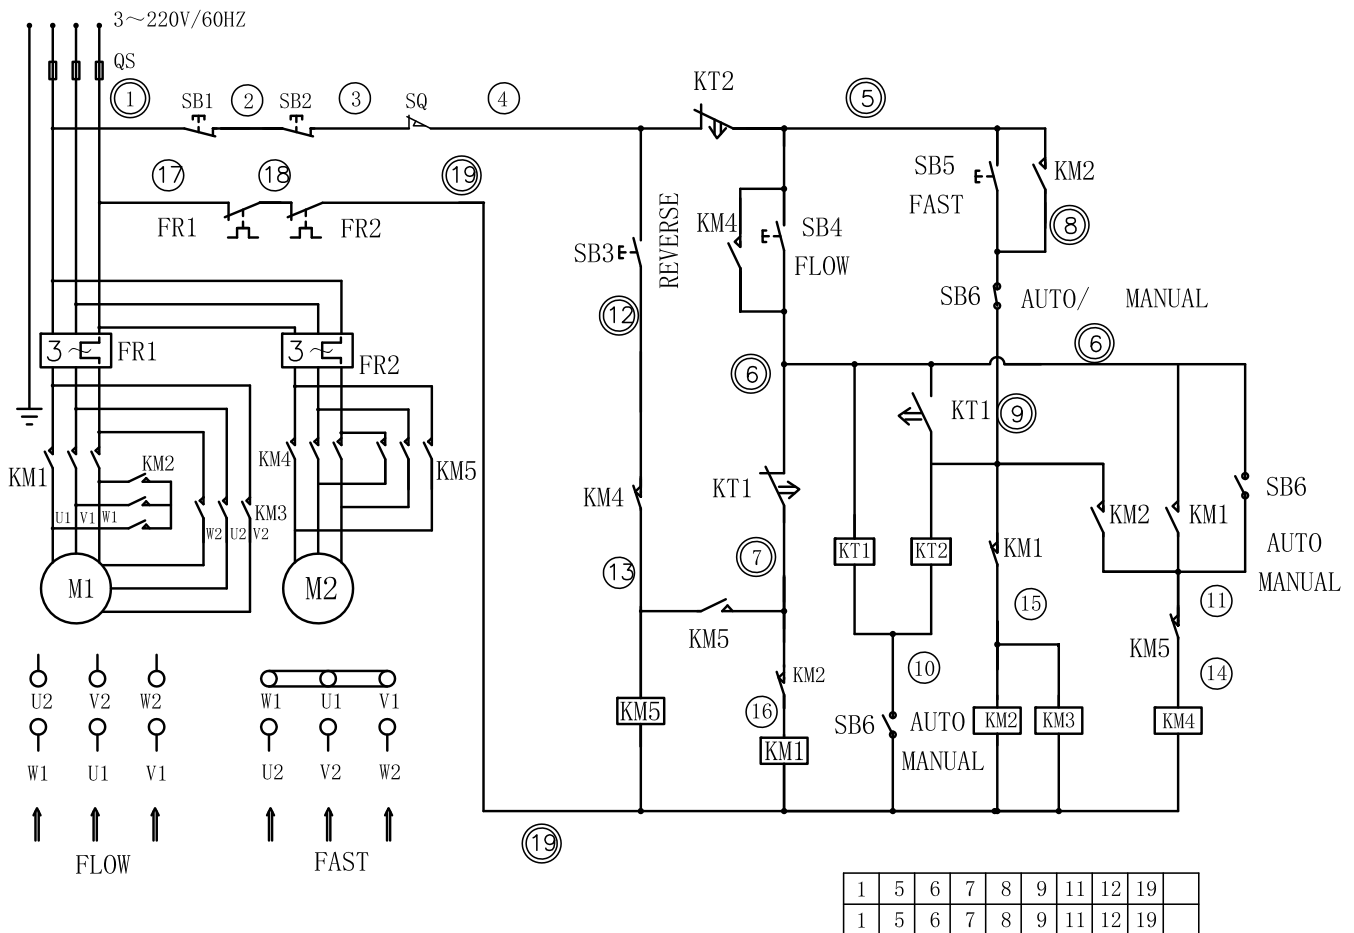 3～220V/60HZ
QS
1
SB1
2
SB2
3
SQ
4
KT2
5
17
18
19
FR1
FR2
SB5
FAST
KM2
8
KM4
SB4
FLOW
SB3
REVERSE
12
SB6 AUTO/ MANUAL
3～
FR1
3～
FR2
6
6
KT1
9
KM1
KM2
KM4
KM5
KM4
KT1
KM2
KM1
SB6
AUTO
MANUAL
U1 V1 W1
KM3
W2 U2 V2
KT1
KT2
KM1
7
13
M1
M2
15
11
KM5
KM5
10
14
KM2
16
U2 V2 W2
W1 U1 V1
KM5
SB6 AUTO
MANUAL
KM2
KM3
KM4
KM1
W1 U1 V1
U2 V2 W2
FLOW
FAST
19
1 5 6 7 8 9 11 12 19
1 5 6 7 8 9 11 12 19